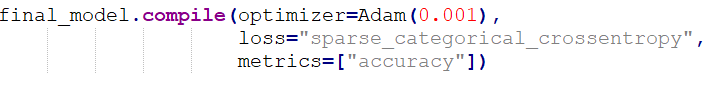 final_model.compile(optimizer=Adam(0.001),
                    loss="sparse_categorical_crossentropy",
                    metrics=["accuracy"])